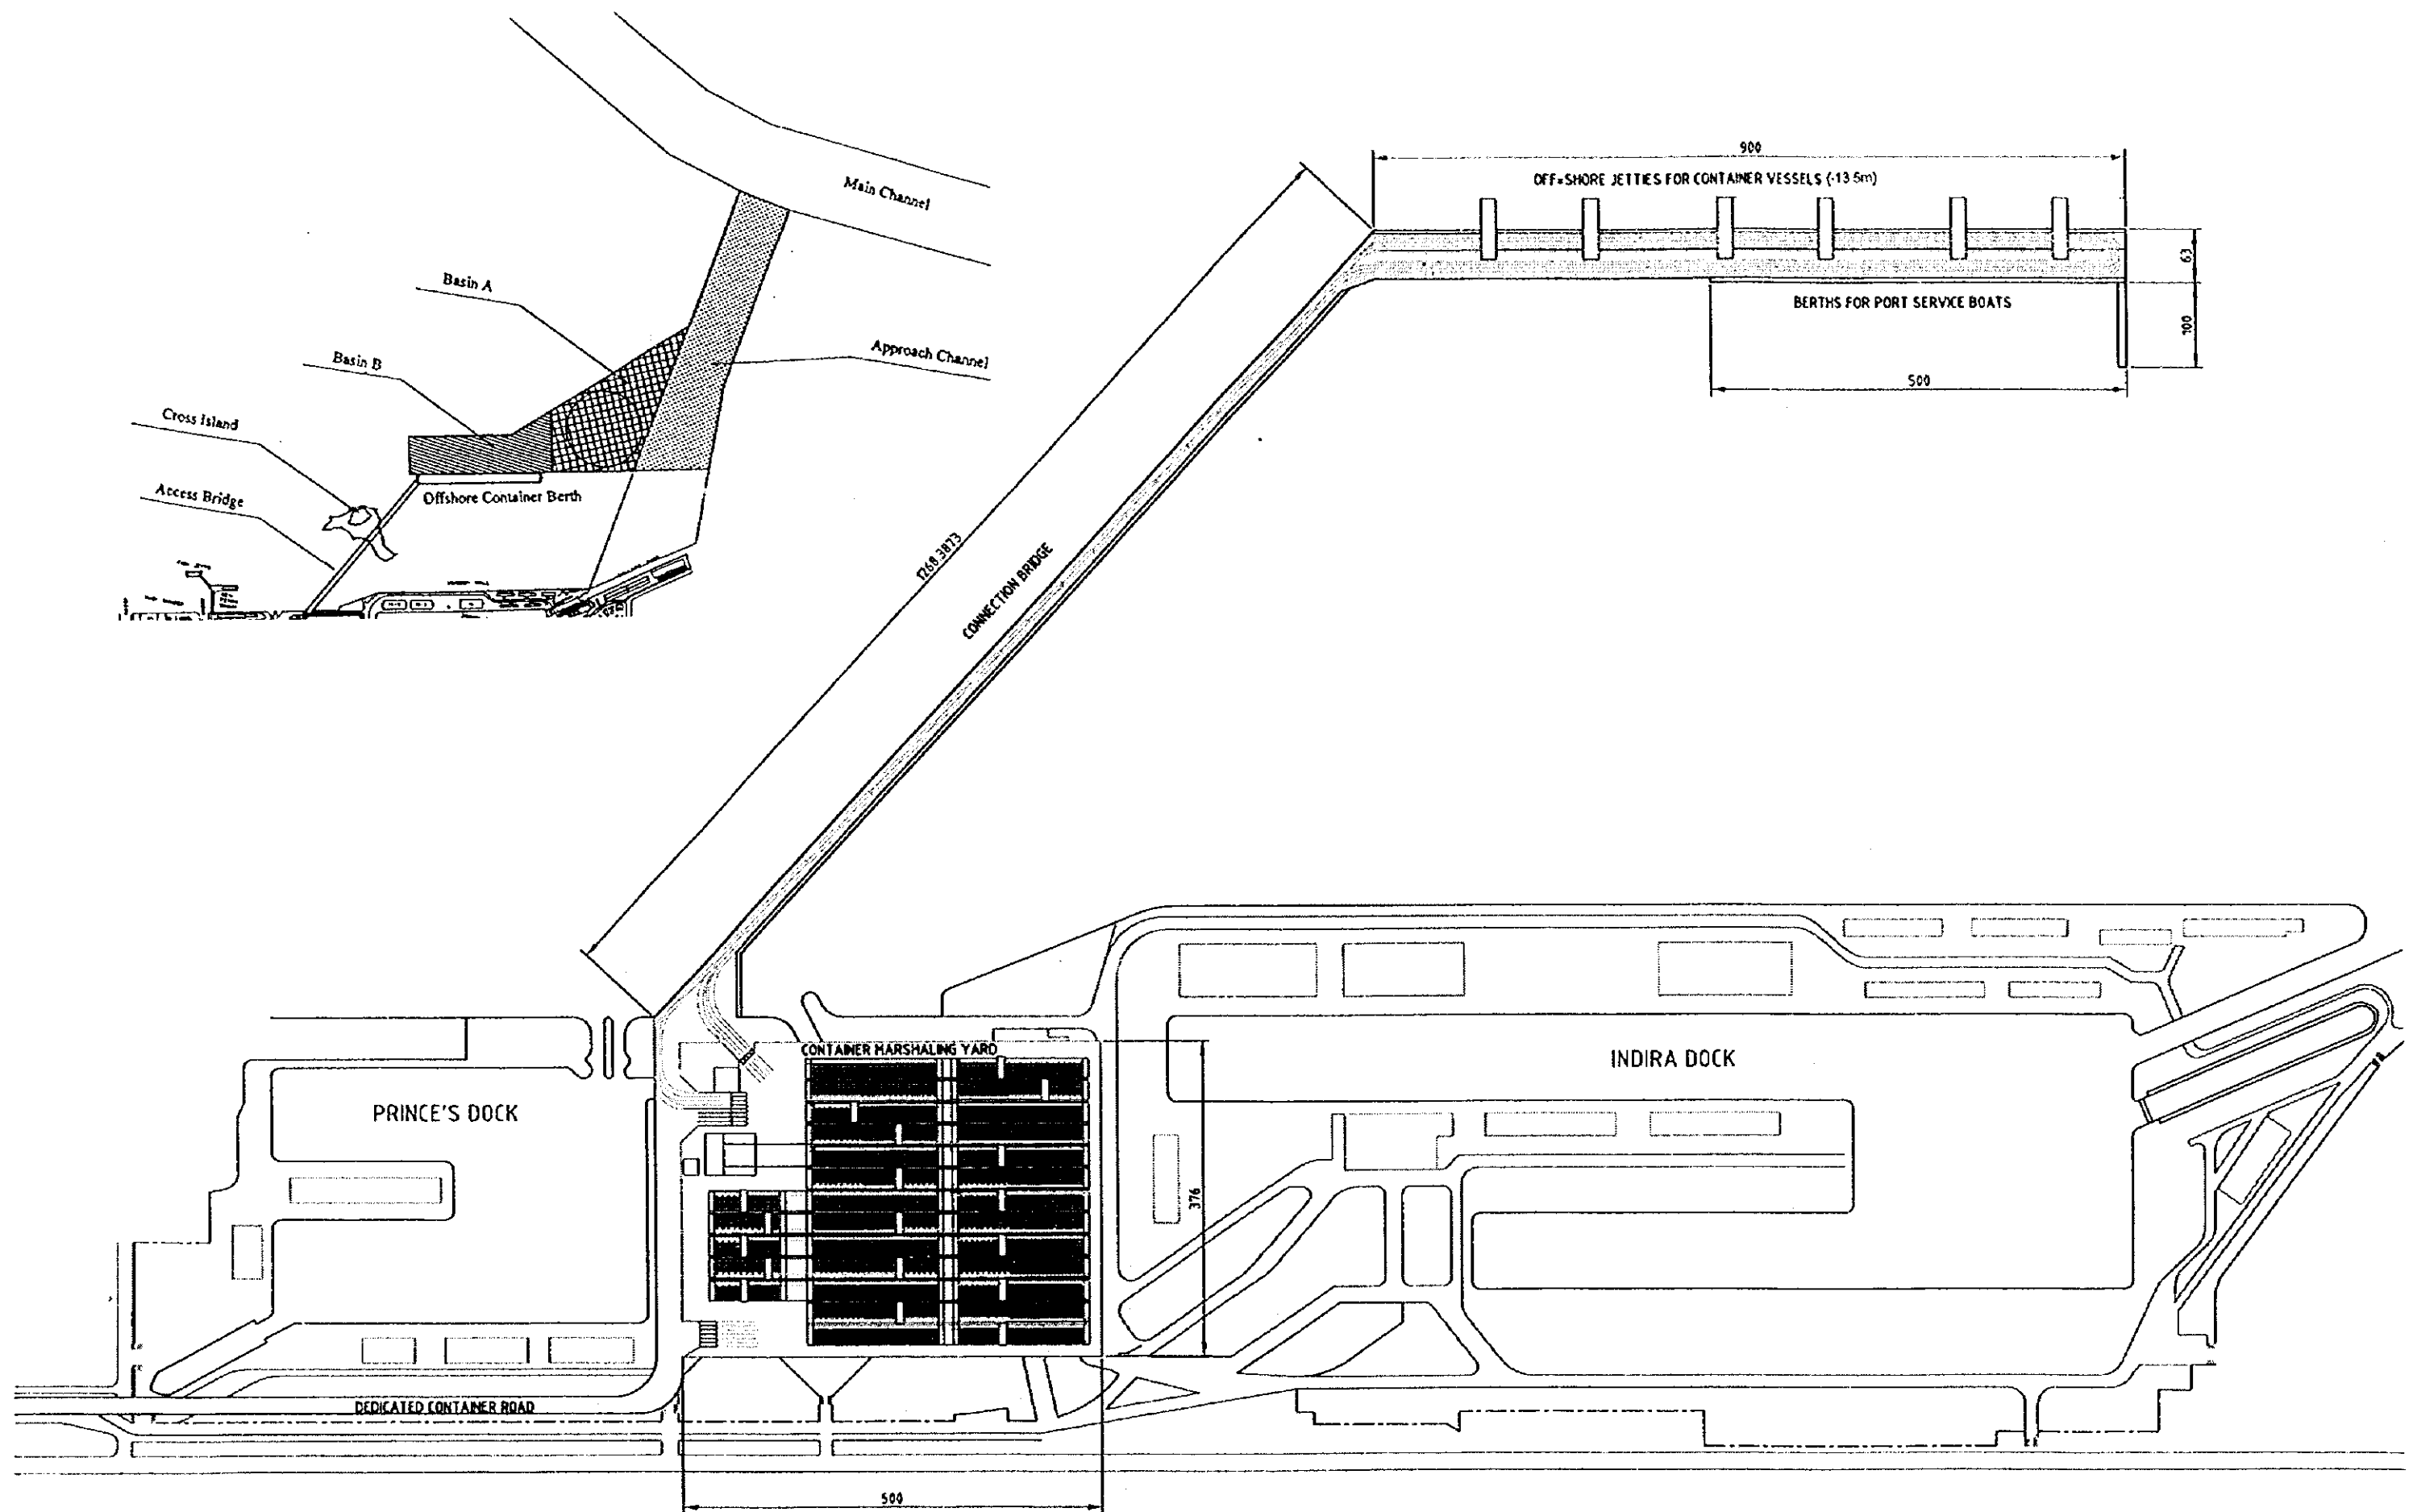 Main Channel
Basin A
Approach Channel
Basin B
Cross Island
Access Bridge
Offshore Container Berth
900
OFF=SHORE JETTIES FOR CONTAINER VESSELS (-13.5m)
63
BERTHS FOR PORT SERVICE BOATS
100
500
1268.3873
CONNECTION BRIDGE
CONTAINER MARSHALING YARD
INDIRA DOCK
PRINCE'S DOCK
376
DEDICATED CONTAINER ROAD
500